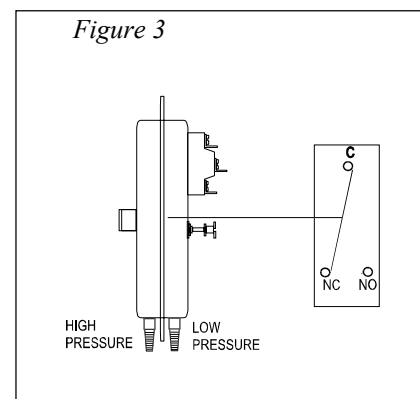 Figure 3
C
NC NO
HIGH PRESSURE
LOW PRESSURE